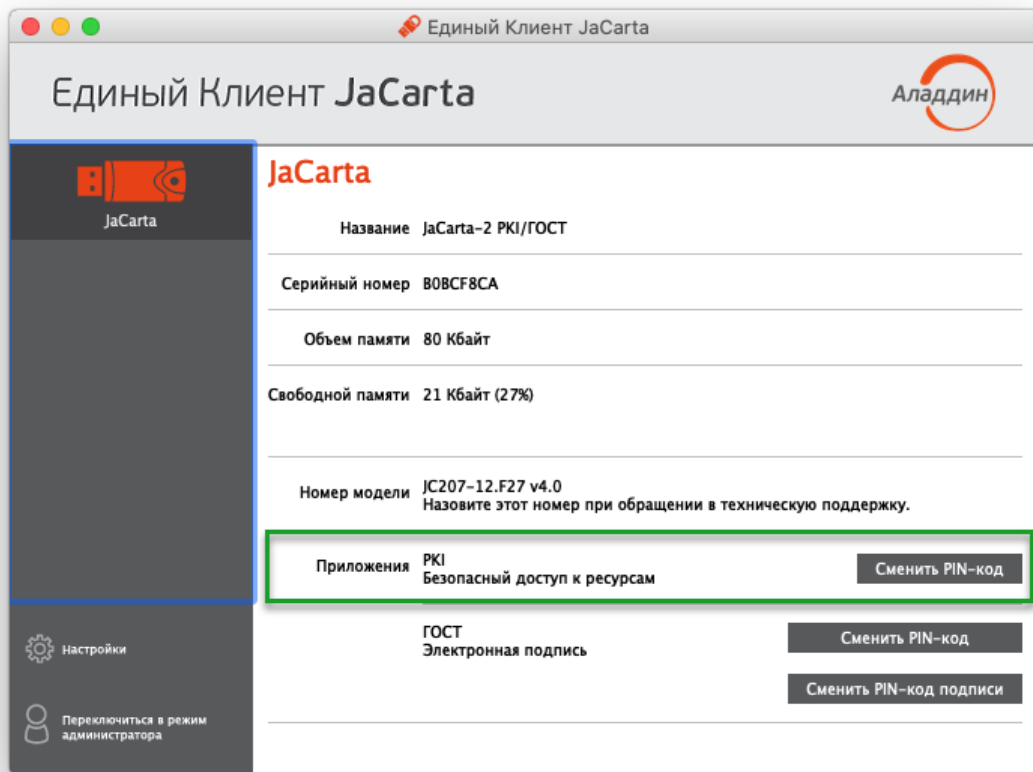 Единый Клиент JaCarta
Единый Клиент JaCarta
Аладдин
JaCarta
JaCarta
Название JaCarta-2 PKI/ГОСТ
Серийный номер B0BCF8CA
Объем памяти 80 Кбайт
Свободной памяти 21 Кбайт (27%)
Номер модели JC207-12.F27 v4.0
Назовите этот номер при обращении в техническую поддержку.
Приложения PKI
Безопасный доступ к ресурсам
Сменить PIN-код
ГОСТ
Электронная подпись
Сменить PIN-код
Сменить PIN-код подписи
Настройки
Переключиться в режим
администратора